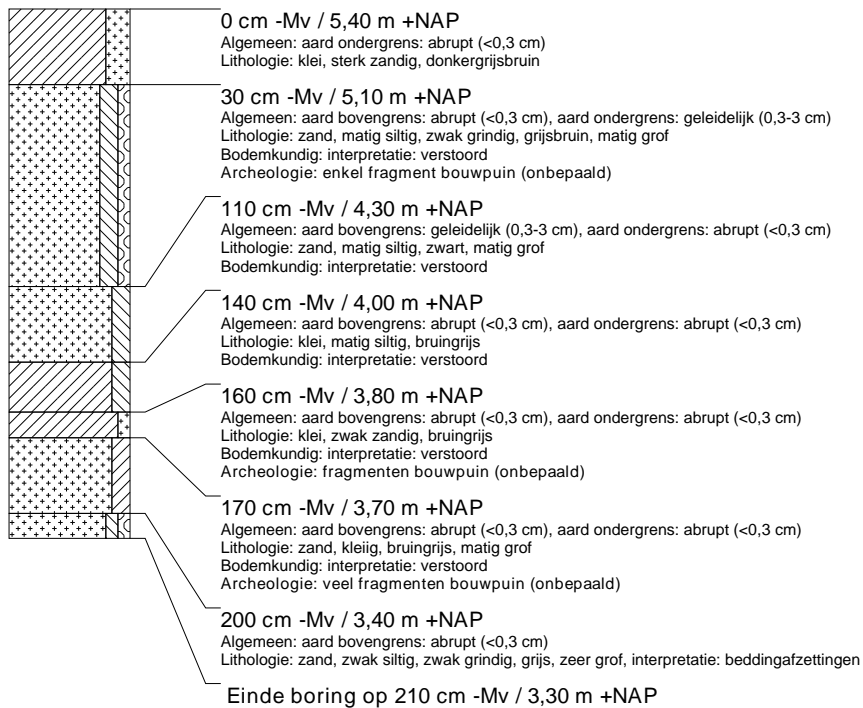 0 cm -Mv / 5,40 m +NAP
Algemeen: aard ondergrens: abrupt (<0,3 cm)
Lithologie: klei, sterk zandig, donkergrijsbruin
30 cm -Mv / 5,10 m +NAP
Algemeen: aard bovengrens: abrupt (<0,3 cm), aard ondergrens: geleidelijk (0,3-3 cm)
Lithologie: zand, matig siltig, zwak grindig, grijsbruin, matig grof
Bodemkundig: interpretatie: verstoord
Archeologie: enkel fragment bouwpuin (onbepaald)
110 cm -Mv / 4,30 m +NAP
Algemeen: aard bovengrens: geleidelijk (0,3-3 cm), aard ondergrens: abrupt (<0,3 cm)
Lithologie: zand, matig siltig, zwart, matig grof
Bodemkundig: interpretatie: verstoord
140 cm -Mv / 4,00 m +NAP
Algemeen: aard bovengrens: abrupt (<0,3 cm), aard ondergrens: abrupt (<0,3 cm)
Lithologie: klei, matig siltig, bruingrijs
Bodemkundig: interpretatie: verstoord
160 cm -Mv / 3,80 m +NAP
Algemeen: aard bovengrens: abrupt (<0,3 cm), aard ondergrens: abrupt (<0,3 cm)
Lithologie: klei, zwak zandig, bruingrijs
Bodemkundig: interpretatie: verstoord
Archeologie: fragmenten bouwpuin (onbepaald)
170 cm -Mv / 3,70 m +NAP
Algemeen: aard bovengrens: abrupt (<0,3 cm), aard ondergrens: abrupt (<0,3 cm)
Lithologie: zand, kleiig, bruingrijs, matig grof
Bodemkundig: interpretatie: verstoord
Archeologie: veel fragmenten bouwpuin (onbepaald)
200 cm -Mv / 3,40 m +NAP
Algemeen: aard bovengrens: abrupt (<0,3 cm)
Lithologie: zand, zwak siltig, zwak grindig, grijs, zeer grof, interpretatie: beddingafzettingen
Einde boring op 210 cm -Mv / 3,30 m +NAP